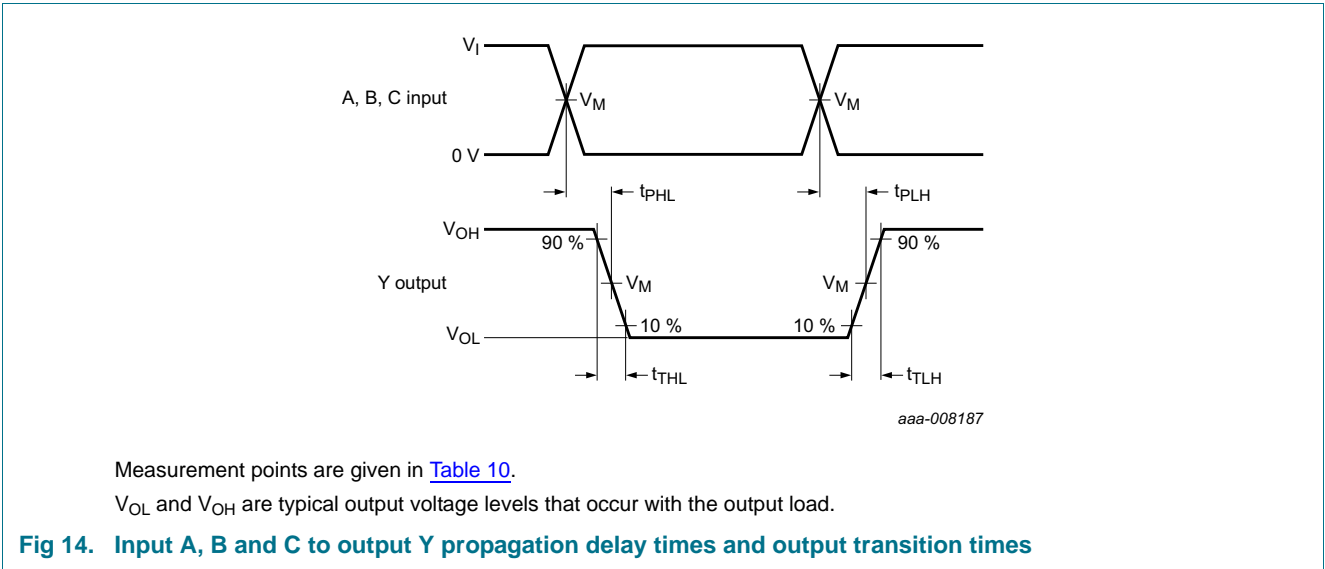 V_I
A, B, C input
V_M
V_M
0 V
t_PHL
t_PLH
V_OH
90 %
90 %
Y output
V_M
V_M
V_OL
10 %
10 %
t_THL
t_TLH
aaa-008187
Measurement points are given in Table 10.
V_OL and V_OH are typical output voltage levels that occur with the output load.
Fig 14. Input A, B and C to output Y propagation delay times and output transition times